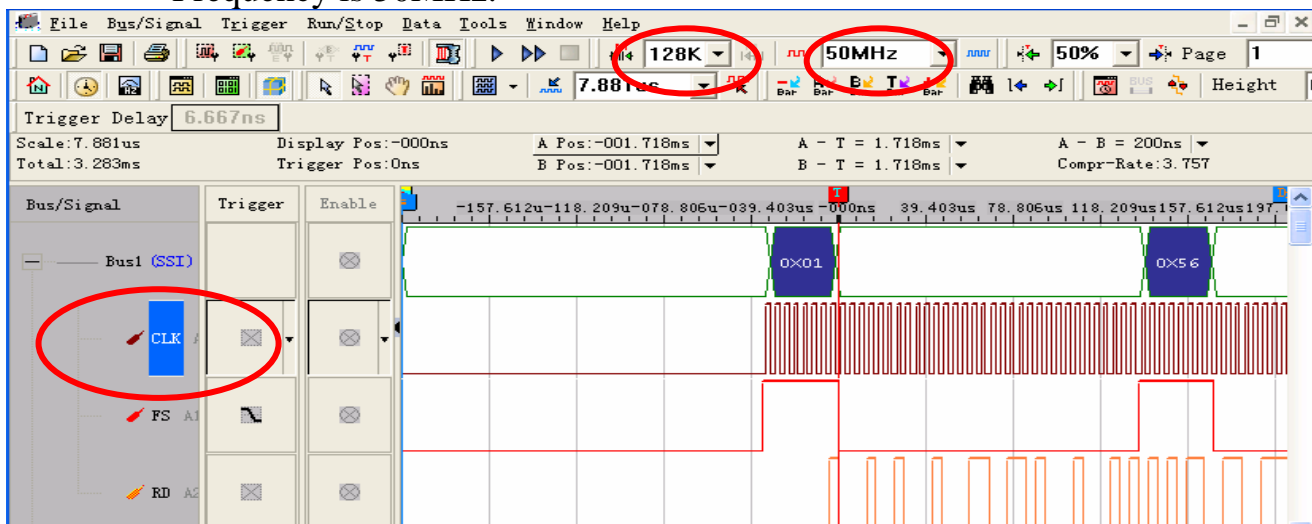 File Bus/Signal Trigger Run/Stop Data Tools Window Help
128K 50MHz 50% Page 1
Height
Trigger Delay 6.667ns
Scale:7.881us Display Pos:-000ns A Pos:-001.718ms A - T = 1.718ms A - B = 200ns
Total:3.283ms Trigger Pos:0ns B Pos:-001.718ms B - T = 1.718ms Compr-Rate:3.757
Bus/Signal Trigger Enable -157.612u-118.209u-078.806u-039.403us-000ns 39.403us 78.806us 118.209us157.612us197.
T
Bus1 (SSI) 0X01 0X56
CLK
FS A1
RD A2